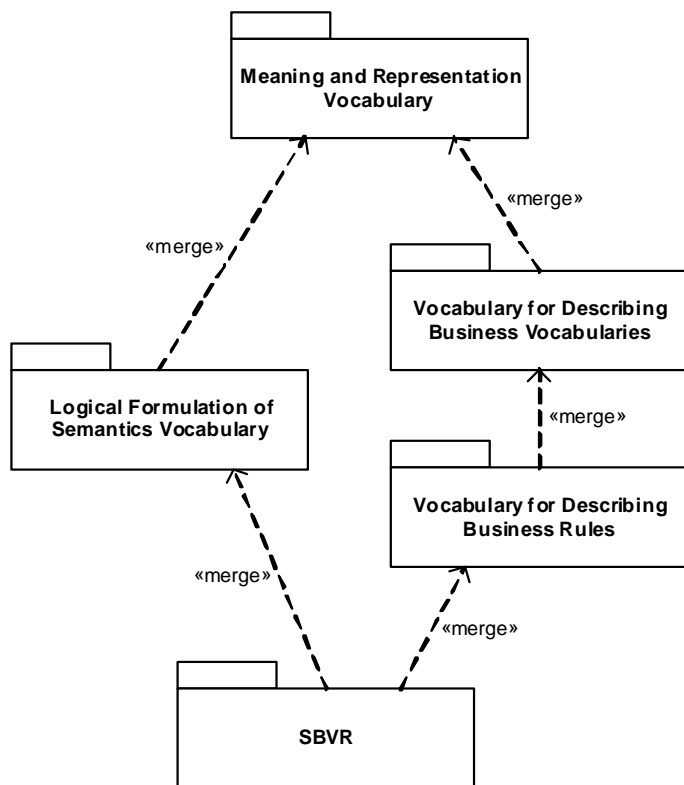 Meaning and Representation
Vocabulary
«merge»
«merge»
Vocabulary for Describing
Business Vocabularies
Logical Formulation of
Semantics Vocabulary
«merge»
Vocabulary for Describing
Business Rules
«merge»
«merge»
SBVR